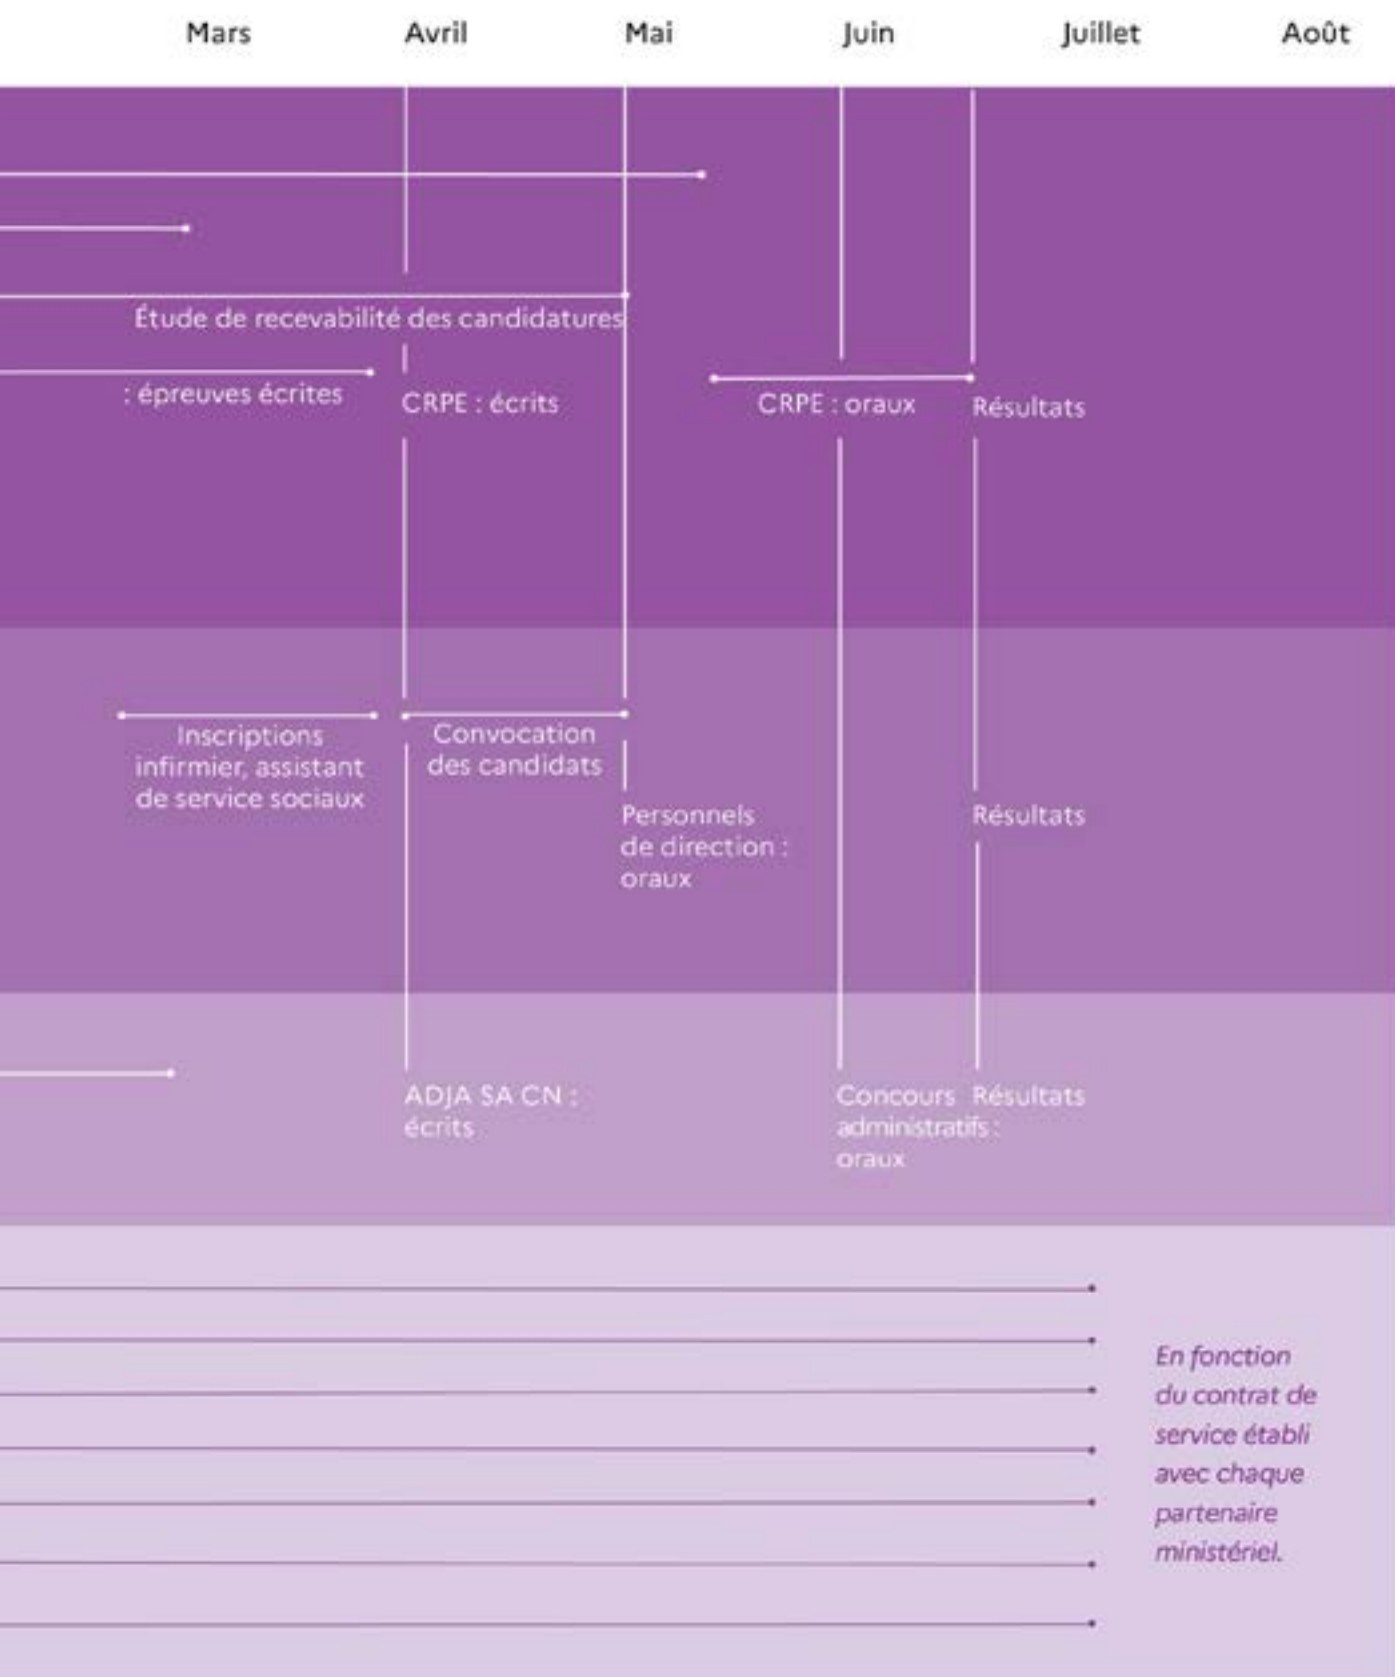 Mars Avril Mai Juin Juillet Août
Étude de recevabilité des candidatures
: épreuves écrites
CRPE : écrits
CRPE : oraux
Résultats
Inscriptions
infirmier, assistant
de service sociaux
Convocation
des candidats
Personnels
de direction :
oraux
Résultats
ADJA SA CN :
écrits
Concours
administratifs :
oraux
Résultats
En fonction
du contrat de
service établi
avec chaque
partenaire
ministériel.